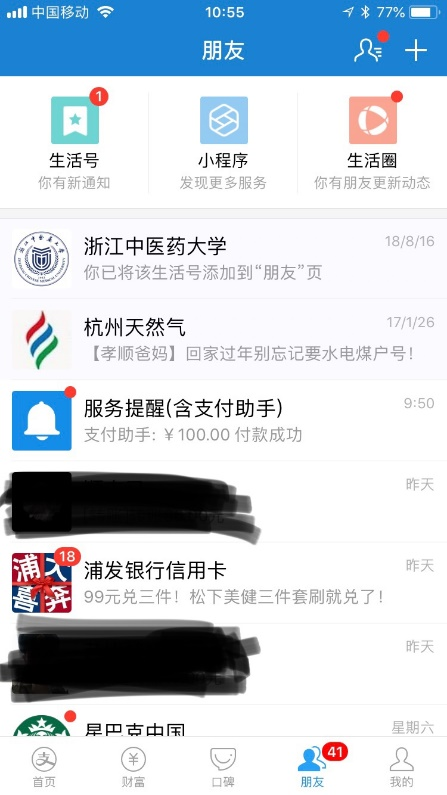 中国移动
10:55
77%
朋友
1
生活号
你有新通知
小程序
发现更多服务
生活圈
你有朋友更新动态
浙江中医药大学
18/8/16
你已将该生活号添加到“朋友”页
杭州天然气
17/1/26
【孝顺爸妈】回家过年别忘记要水电煤户号！
服务提醒(含支付助手)
9:50
支付助手: ￥100.00 付款成功
昨天
18
浦发银行信用卡
昨天
99元兑三件！松下美健三件套刷就兑了！
昨天
星巴克中国
星期六
41
首页
财富
口碑
朋友
我的